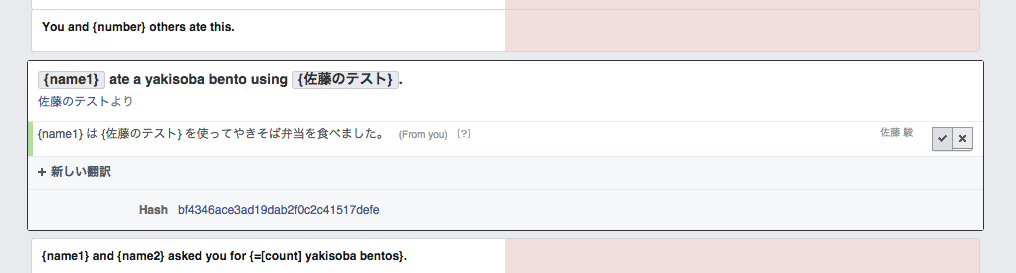 You and {number} others ate this.
{name1} ate a yakisoba bento using {佐藤のテスト}.
佐藤のテストより
{name1} は {佐藤のテスト} を使ってやきそば弁当を食べました。 (From you) [?] 佐藤 駿
+ 新しい翻訳
Hash bf4346ace3ad19dab2f0c2c41517defe
{name1} and {name2} asked you for {=[count] yakisoba bentos}.